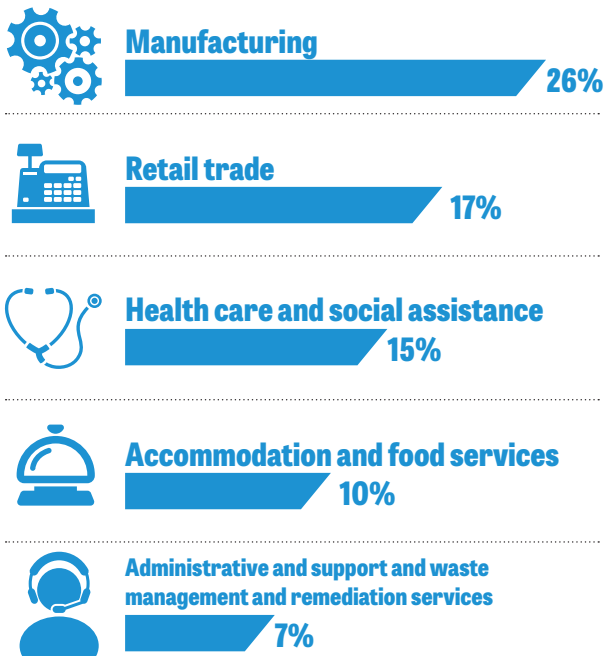 Manufacturing
26%
Retail trade
17%
Health care and social assistance
15%
Accommodation and food services
10%
Administrative and support and waste
management and remediation services
7%